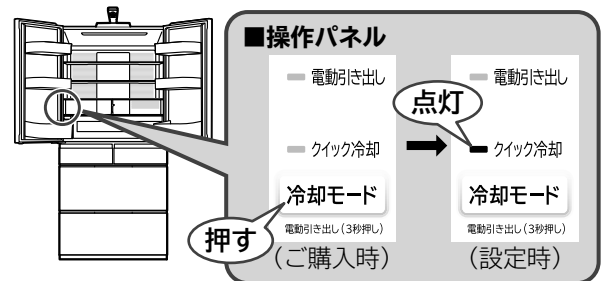 ■操作パネル
電動引き出し
クイック冷却
冷却モード
電動引き出し(3秒押し)
押す
(ご購入時)
点灯
電動引き出し
クイック冷却
冷却モード
電動引き出し(3秒押し)
(設定時)